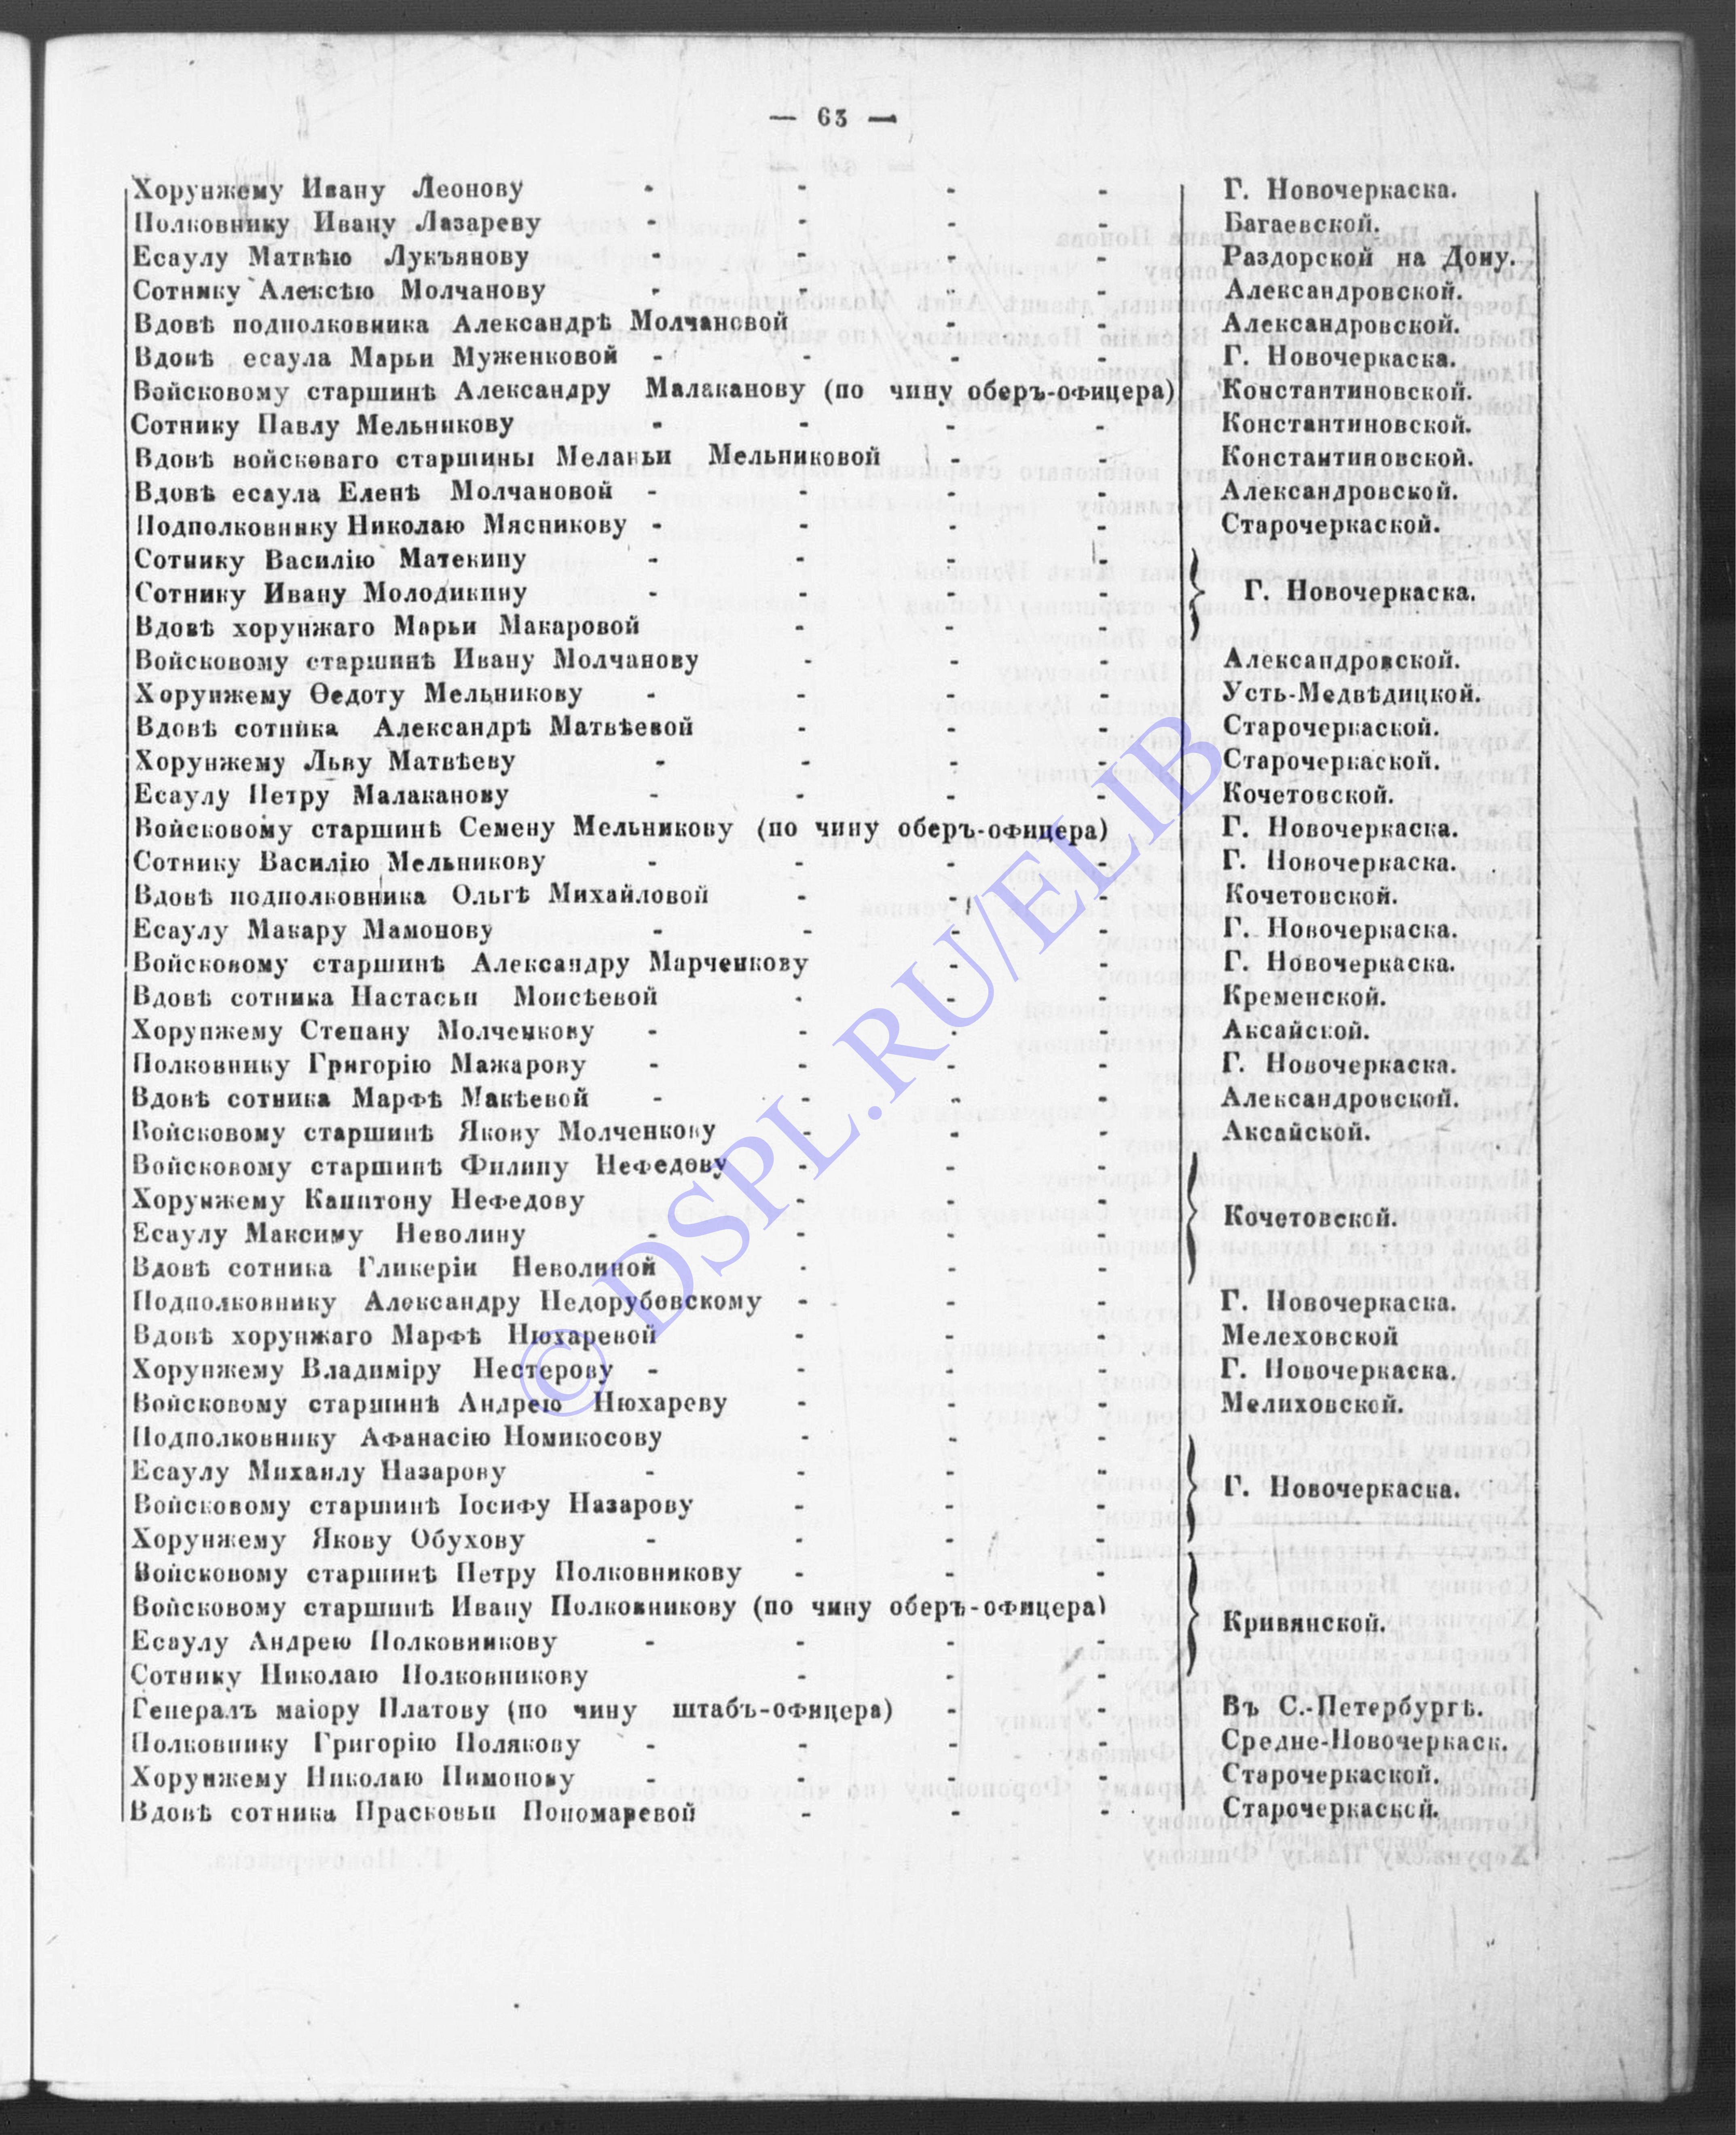 — 63 —
Хорунжему Ивану Леонову - - - - Г. Новочеркаска.
Полковнику Ивану Лазареву - - - - Багаевской.
Есаулу Матвѣю Лукъянову - - - - Раздорской на Дону.
Сотнику Алексѣю Молчанову - - - - Александровской.
Вдовѣ подполковника Александрѣ Молчановой - - Александровской.
Вдовѣ есаула Марьи Муженковой - - - - Г. Новочеркаска.
Войсковому старшинѣ Александру Малаканову (по чину оберъ-офицера) Константиновской.
Сотнику Павлу Мельникову - - - - Константиновской.
Вдовѣ войсковаго старшины Меланьи Мельниковой - - Константиновской.
Вдовѣ есаула Еленѣ Молчановой - - - - Александровской.
Подполковнику Николаю Мясникову - - - - Старочеркаской.
Сотнику Василію Матекину - - - -
Сотнику Ивану Молодикину - - - - } Г. Новочеркаска.
Вдовѣ хорунжаго Марьи Макаровой - - -
Войсковому старшинѣ Ивану Молчанову - - - Александровской.
Хорунжему Ѳедоту Мельникову - - - - Усть-Медвѣдицкой.
Вдовѣ сотника Александрѣ Матвѣевой - - - Старочеркаской.
Хорунжему Льву Матвѣеву - - - - Старочеркаской.
Есаулу Петру Малаканову - - - - Кочетовской.
Войсковому старшинѣ Семену Мельникову (по чину оберъ-офицера) Г. Новочеркаска.
Сотнику Василію Мельникову - - - - Г. Новочеркаска.
Вдовѣ подполковника Ольгѣ Михайловой - - - Кочетовской.
Есаулу Макару Мамонову - - - - Г. Новочеркаска.
Войсковому старшинѣ Александру Марченкову - - Г. Новочеркаска.
Вдовѣ сотника Настасьи Моисѣевой - - - Кременской.
Хорунжему Степану Молченкову - - - - Аксайской.
Полковнику Григорію Мажарову - - - - Г. Новочеркаска.
Вдовѣ сотника Марфѣ Макѣевой - - - - Александровской.
Войсковому старшинѣ Якову Молченкову - - - Аксайской.
Войсковому старшинѣ Филипу Нефедову - - -
Хорунжему Капитону Нефедову - - -
Есаулу Максиму Неволину - - - - } Кочетовской.
Вдовѣ сотника Гликеріи Неволиной - - -
Подполковнику Александру Недорубовскому - - - Г. Новочеркаска.
Вдовѣ хорунжаго Марфѣ Нюхаревой - - - Мелеховской
Хорунжему Владиміру Нестерову - - - - Г. Новочеркаска.
Войсковому старшинѣ Андрею Нюхареву - - - Мелиховской.
Подполковнику Афанасію Номикосову - - -
Есаулу Михаилу Назарову - - - - } Г. Новочеркаска.
Войсковому старшинѣ Іосифу Назарову - - -
Хорунжему Якову Обухову - - - -
Войсковому старшинѣ Петру Полковникову - - -
Войсковому старшинѣ Ивану Полковникову (по чину оберъ-офицера) } Кривянской.
Есаулу Андрею Полковникову - - - -
Сотнику Николаю Полковникову - - -
Генералъ маіору Платову (по чину штабъ-офицера) - - Въ С.-Петербургѣ.
Полковнику Григорію Полякову - - - - Средне-Новочеркаск.
Хорунжему Николаю Пимонову - - - - Старочеркаской.
Вдовѣ сотника Прасковьи Пономаревой - - - Старочеркаской.
© DSPL.RU/ELIB